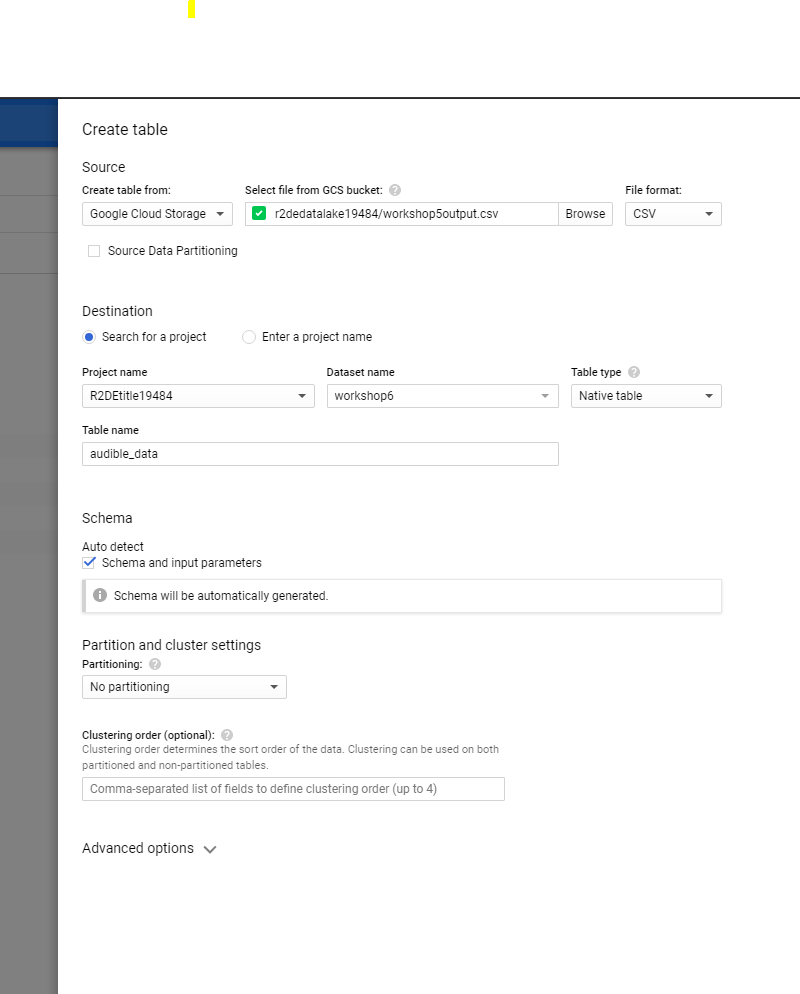 Create table
Source
Create table from: Select file from GCS bucket: ? File format:
Google Cloud Storage r2dedatalake19484/workshop5output.csv Browse CSV
Source Data Partitioning
Destination
Search for a project Enter a project name
Project name Dataset name Table type ?
R2DEtitle19484 workshop6 Native table
Table name
audible_data
Schema
Auto detect
Schema and input parameters
Schema will be automatically generated.
Partition and cluster settings
Partitioning: ?
No partitioning
Clustering order (optional): ?
Clustering order determines the sort order of the data. Clustering can be used on both
partitioned and non-partitioned tables.
Comma-separated list of fields to define clustering order (up to 4)
Advanced options